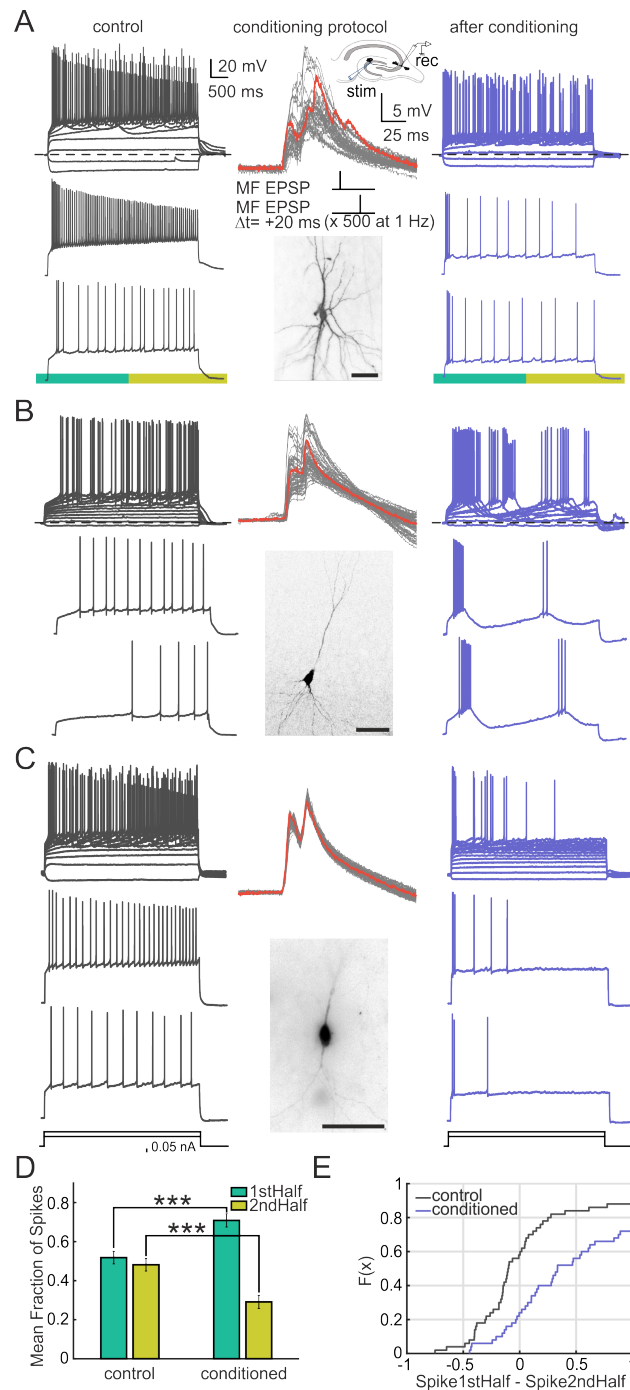 A
control
conditioning protocol
after conditioning
20 mV
500 ms
rec
stim
5 mV
25 ms
MF EPSP
MF EPSP
Δt= +20 ms (x 500 at 1 Hz)
B
C
0.05 nA
D
E
1stHalf
2ndHalf
***
***
Mean Fraction of Spikes
0.8
0.6
0.4
0.2
0
control
conditioned
control
conditioned
F(x)
1
0.8
0.6
0.4
0.2
0
-1
-0.5
0
0.5
Spike1stHalf - Spike2ndHalf